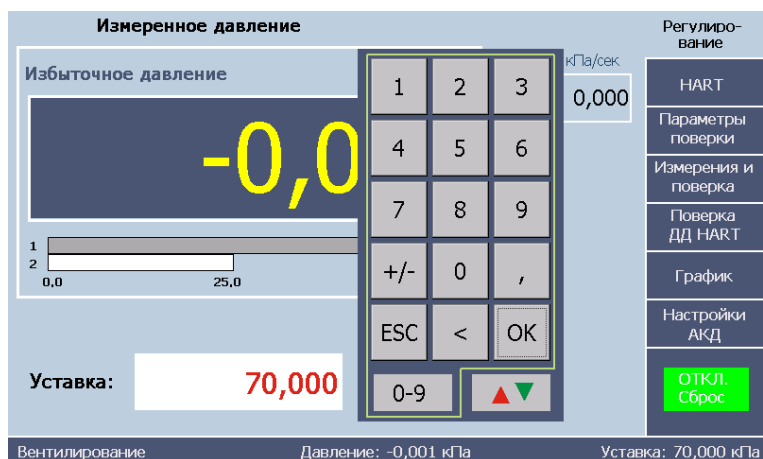 Измеренное давление
Регулиро-
вание
Избыточное давление
кПа/сек
0,000
-0,0
1
2
0,0 25,0
1 2 3
4 5 6
7 8 9
+/- 0 ,
ESC < OK
0-9
HART
Параметры
поверки
Измерения и
поверка
Поверка
ДД HART
График
Настройки
АКД
ОТКЛ.
Сброс
Уставка: 70,000
Вентилирование Давление: -0,001 кПа Уставка: 70,000 кПа